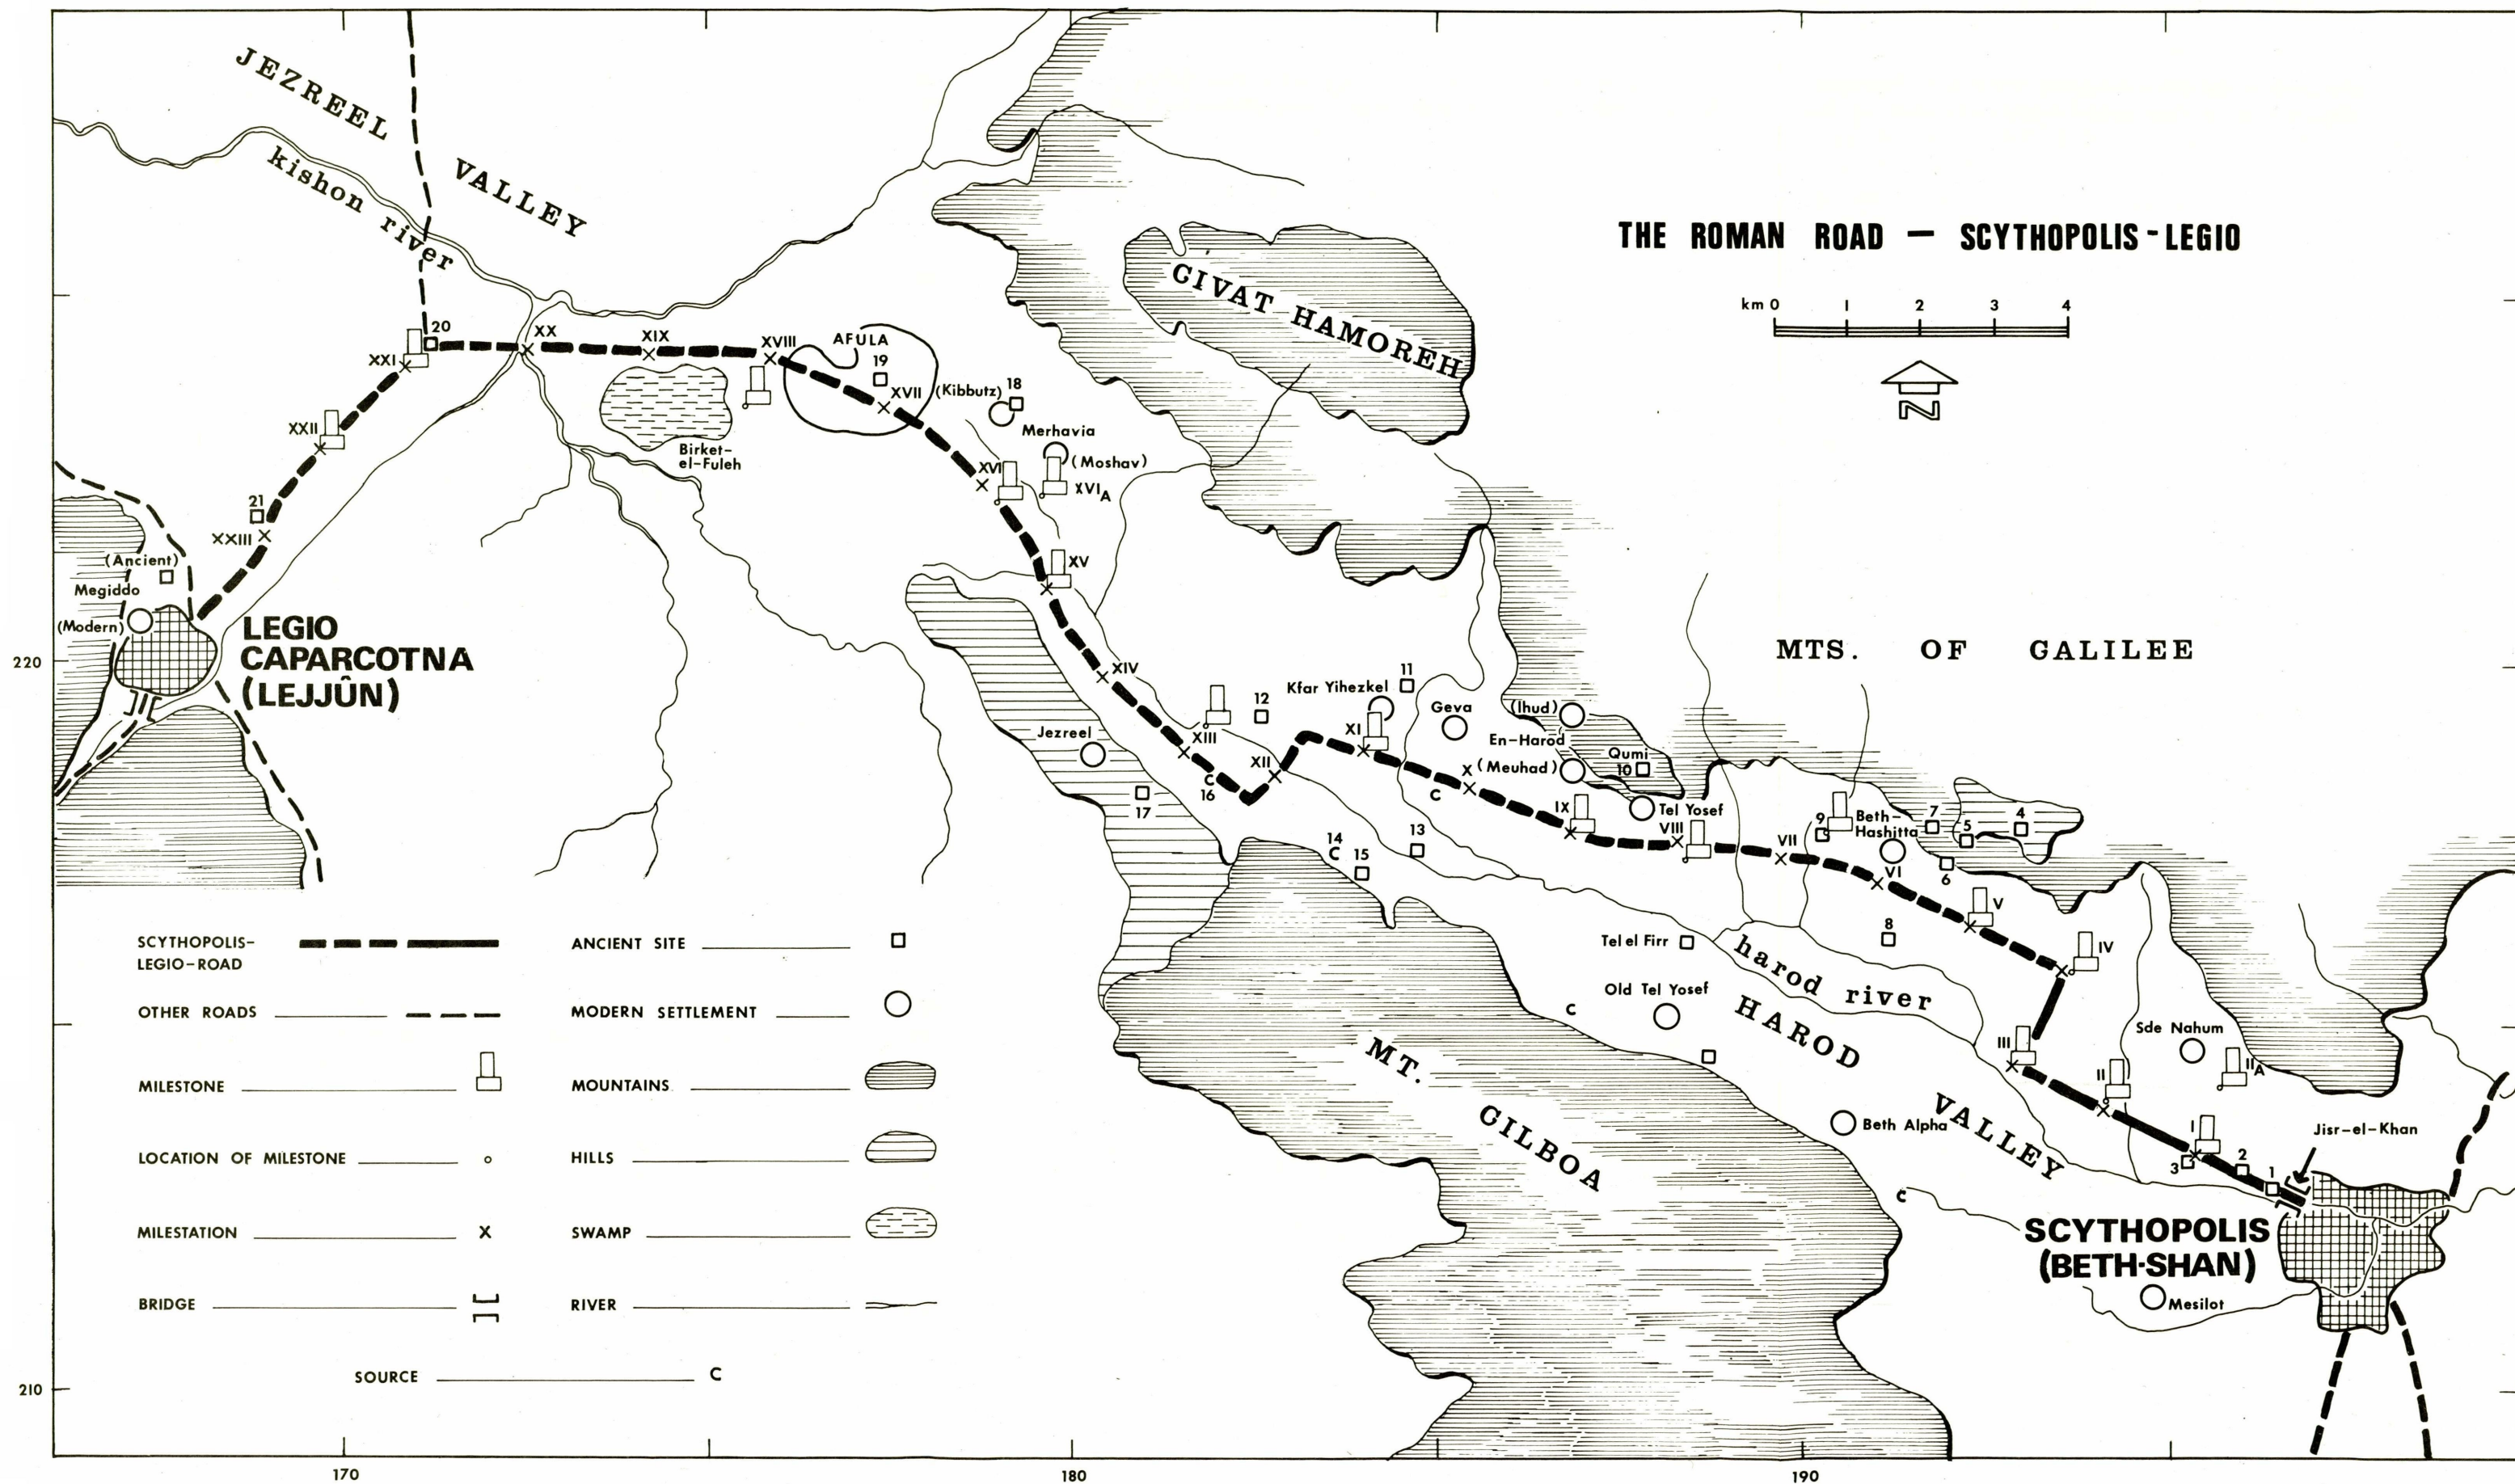 JEZREEL VALLEY
kishon river
GIVAT HAMOREH
THE ROMAN ROAD — SCYTHOPOLIS-LEGIO
km 0 1 2 3 4
N
20
XX
XIX
XVIII
AFULA
19
XVII
(Kibbutz)
18
XXI
XXII
Birket-
el-Fuleh
Merhavia
(Moshav)
XVI
XVIA
21
XXIII
(Ancient)
Megiddo
(Modern)
LEGIO
CAPARCOTNA
(LEJJÛN)
XV
XIV
MTS. OF GALILEE
220
Kfar Yihezkel
11
12
Geva
(Ihud)
En-Harod
(Meuhad)
Qumi
10
Jezreel
XIII
XII
XI
X
C
16
17
C
IX
Tel Yosef
VIII
VII
9
Beth-
Hashitta
7
5
4
6
VI
14
C
15
13
V
8
IV
Tel el Firr
harod river
Old Tel Yosef
C
HAROD VALLEY
MT. GILBOA
III
Sde Nahum
II
IIA
Beth Alpha
I
Jisr-el-Khan
3
2
1
C
SCYTHOPOLIS
(BETH-SHAN)
Mesilot
SCYTHOPOLIS-
LEGIO-ROAD
ANCIENT SITE
OTHER ROADS
MODERN SETTLEMENT
MILESTONE
MOUNTAINS
LOCATION OF MILESTONE
HILLS
MILESTATION
X
SWAMP
BRIDGE
RIVER
SOURCE
C
210
170
180
190